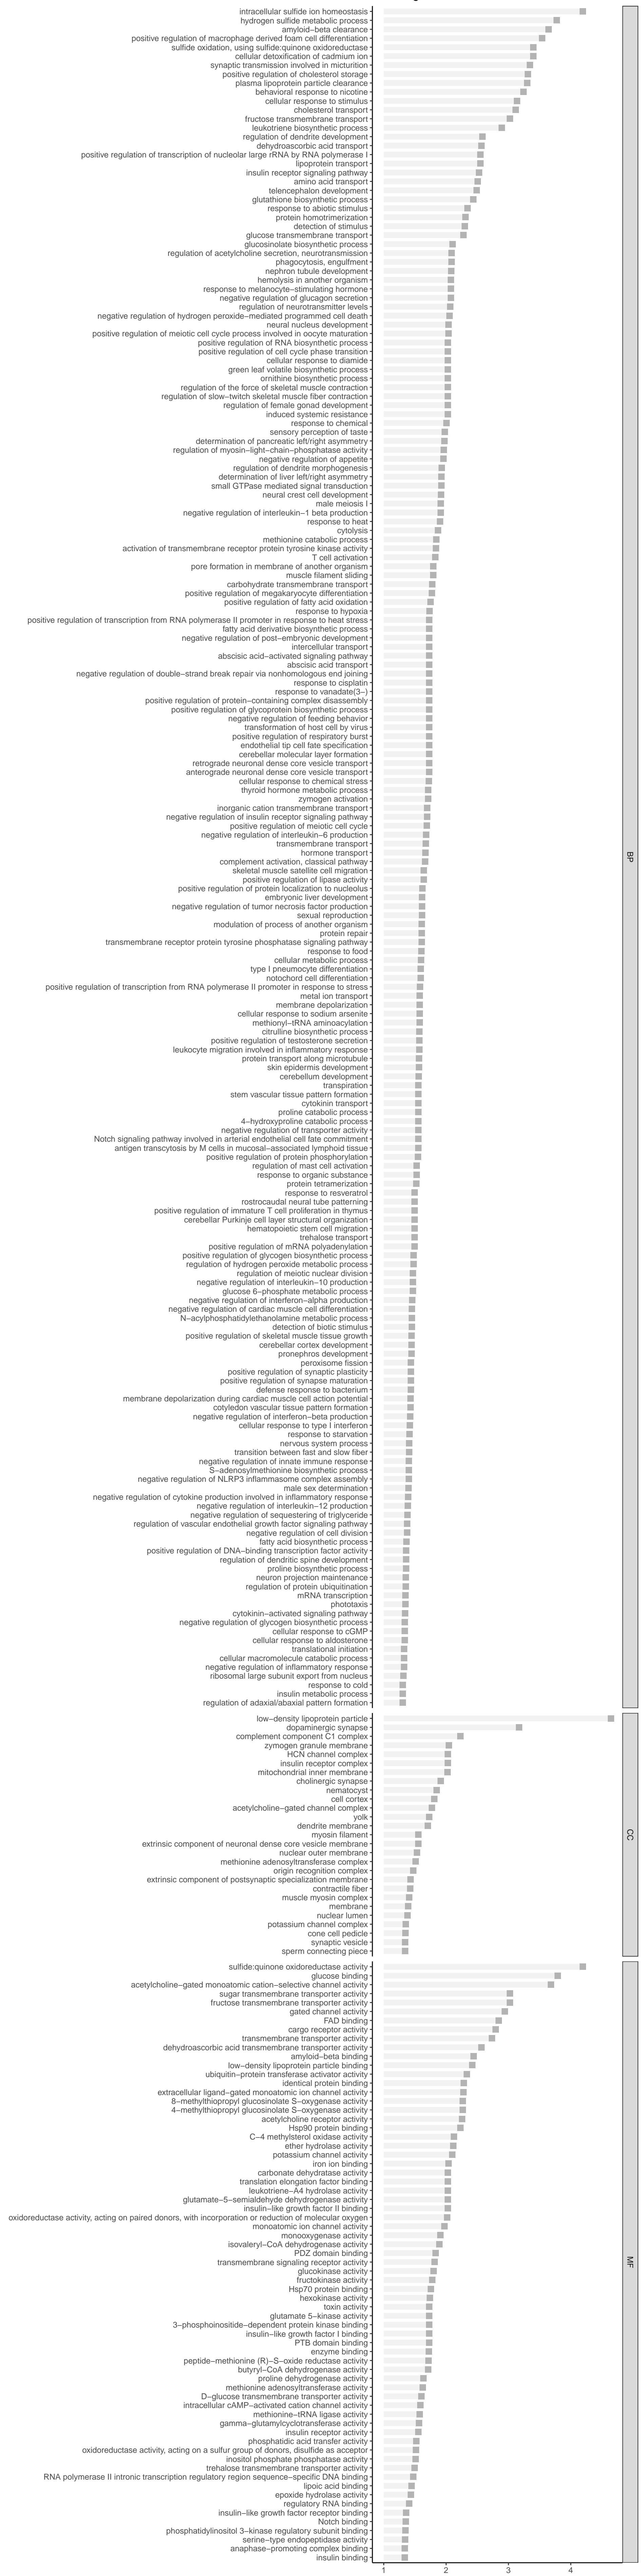 intracellular sulfide ion homeostasis
hydrogen sulfide metabolic process
amyloid−beta clearance
positive regulation of macrophage derived foam cell differentiation
sulfide oxidation, using sulfide:quinone oxidoreductase
cellular detoxification of cadmium ion
synaptic transmission involved in micturition
positive regulation of cholesterol storage
plasma lipoprotein particle clearance
behavioral response to nicotine
cellular response to stimulus
cholesterol transport
fructose transmembrane transport
leukotriene biosynthetic process
regulation of dendrite development
dehydroascorbic acid transport
positive regulation of transcription of nucleolar large rRNA by RNA polymerase I
lipoprotein transport
insulin receptor signaling pathway
amino acid transport
telencephalon development
glutathione biosynthetic process
response to abiotic stimulus
protein homotrimerization
detection of stimulus
glucose transmembrane transport
glucosinolate biosynthetic process
regulation of acetylcholine secretion, neurotransmission
phagocytosis, engulfment
nephron tubule development
hemolysis in another organism
response to melanocyte−stimulating hormone
negative regulation of glucagon secretion
regulation of neurotransmitter levels
negative regulation of hydrogen peroxide−mediated programmed cell death
neural nucleus development
positive regulation of meiotic cell cycle process involved in oocyte maturation
positive regulation of RNA biosynthetic process
positive regulation of cell cycle phase transition
cellular response to diamide
green leaf volatile biosynthetic process
ornithine biosynthetic process
regulation of the force of skeletal muscle contraction
regulation of slow−twitch skeletal muscle fiber contraction
regulation of female gonad development
induced systemic resistance
response to chemical
sensory perception of taste
determination of pancreatic left/right asymmetry
regulation of myosin−light−chain−phosphatase activity
negative regulation of appetite
regulation of dendrite morphogenesis
determination of liver left/right asymmetry
small GTPase mediated signal transduction
neural crest cell development
male meiosis I
negative regulation of interleukin−1 beta production
response to heat
cytolysis
methionine catabolic process
activation of transmembrane receptor protein tyrosine kinase activity
T cell activation
pore formation in membrane of another organism
muscle filament sliding
carbohydrate transmembrane transport
positive regulation of megakaryocyte differentiation
positive regulation of fatty acid oxidation
response to hypoxia
positive regulation of transcription from RNA polymerase II promoter in response to heat stress
fatty acid derivative biosynthetic process
negative regulation of post−embryonic development
intercellular transport
abscisic acid−activated signaling pathway
abscisic acid transport
negative regulation of double−strand break repair via nonhomologous end joining
response to cisplatin
response to vanadate(3−)
positive regulation of protein−containing complex disassembly
positive regulation of glycoprotein biosynthetic process
negative regulation of feeding behavior
transformation of host cell by virus
positive regulation of respiratory burst
endothelial tip cell fate specification
cerebellar molecular layer formation
retrograde neuronal dense core vesicle transport
anterograde neuronal dense core vesicle transport
cellular response to chemical stress
thyroid hormone metabolic process
zymogen activation
inorganic cation transmembrane transport
negative regulation of insulin receptor signaling pathway
positive regulation of meiotic cell cycle
negative regulation of interleukin−6 production
transmembrane transport
hormone transport
complement activation, classical pathway
skeletal muscle satellite cell migration
positive regulation of lipase activity
positive regulation of protein localization to nucleolus
embryonic liver development
negative regulation of tumor necrosis factor production
sexual reproduction
modulation of process of another organism
protein repair
transmembrane receptor protein tyrosine phosphatase signaling pathway
response to food
cellular metabolic process
type I pneumocyte differentiation
notochord cell differentiation
positive regulation of transcription from RNA polymerase II promoter in response to stress
metal ion transport
membrane depolarization
cellular response to sodium arsenite
methionyl−tRNA aminoacylation
citrulline biosynthetic process
positive regulation of testosterone secretion
leukocyte migration involved in inflammatory response
protein transport along microtubule
skin epidermis development
cerebellum development
transpiration
stem vascular tissue pattern formation
cytokinin transport
proline catabolic process
4−hydroxyproline catabolic process
negative regulation of transporter activity
Notch signaling pathway involved in arterial endothelial cell fate commitment
antigen transcytosis by M cells in mucosal−associated lymphoid tissue
positive regulation of protein phosphorylation
regulation of mast cell activation
response to organic substance
protein tetramerization
response to resveratrol
rostrocaudal neural tube patterning
positive regulation of immature T cell proliferation in thymus
cerebellar Purkinje cell layer structural organization
hematopoietic stem cell migration
trehalose transport
positive regulation of mRNA polyadenylation
positive regulation of glycogen biosynthetic process
regulation of hydrogen peroxide metabolic process
regulation of meiotic nuclear division
negative regulation of interleukin−10 production
glucose 6−phosphate metabolic process
negative regulation of interferon−alpha production
negative regulation of cardiac muscle cell differentiation
N−acylphosphatidylethanolamine metabolic process
detection of biotic stimulus
positive regulation of skeletal muscle tissue growth
cerebellar cortex development
pronephros development
peroxisome fission
positive regulation of synaptic plasticity
positive regulation of synapse maturation
defense response to bacterium
membrane depolarization during cardiac muscle cell action potential
cotyledon vascular tissue pattern formation
negative regulation of interferon−beta production
cellular response to type I interferon
response to starvation
nervous system process
transition between fast and slow fiber
negative regulation of innate immune response
S−adenosylmethionine biosynthetic process
negative regulation of NLRP3 inflammasome complex assembly
male sex determination
negative regulation of cytokine production involved in inflammatory response
negative regulation of interleukin−12 production
negative regulation of sequestering of triglyceride
regulation of vascular endothelial growth factor signaling pathway
negative regulation of cell division
fatty acid biosynthetic process
positive regulation of DNA−binding transcription factor activity
regulation of dendritic spine development
proline biosynthetic process
neuron projection maintenance
regulation of protein ubiquitination
mRNA transcription
phototaxis
cytokinin−activated signaling pathway
negative regulation of glycogen biosynthetic process
cellular response to cGMP
cellular response to aldosterone
translational initiation
cellular macromolecule catabolic process
negative regulation of inflammatory response
ribosomal large subunit export from nucleus
response to cold
insulin metabolic process
regulation of adaxial/abaxial pattern formation
BP
low−density lipoprotein particle
dopaminergic synapse
complement component C1 complex
zymogen granule membrane
HCN channel complex
insulin receptor complex
mitochondrial inner membrane
cholinergic synapse
nematocyst
cell cortex
acetylcholine−gated channel complex
yolk
dendrite membrane
myosin filament
extrinsic component of neuronal dense core vesicle membrane
nuclear outer membrane
methionine adenosyltransferase complex
origin recognition complex
extrinsic component of postsynaptic specialization membrane
contractile fiber
muscle myosin complex
membrane
nuclear lumen
potassium channel complex
cone cell pedicle
synaptic vesicle
sperm connecting piece
CC
sulfide:quinone oxidoreductase activity
glucose binding
acetylcholine−gated monoatomic cation−selective channel activity
sugar transmembrane transporter activity
fructose transmembrane transporter activity
gated channel activity
FAD binding
cargo receptor activity
transmembrane transporter activity
dehydroascorbic acid transmembrane transporter activity
amyloid−beta binding
low−density lipoprotein particle binding
ubiquitin−protein transferase activator activity
identical protein binding
extracellular ligand−gated monoatomic ion channel activity
8−methylthiopropyl glucosinolate S−oxygenase activity
4−methylthiopropyl glucosinolate S−oxygenase activity
acetylcholine receptor activity
Hsp90 protein binding
C−4 methylsterol oxidase activity
ether hydrolase activity
potassium channel activity
iron ion binding
carbonate dehydratase activity
translation elongation factor binding
leukotriene−A4 hydrolase activity
glutamate−5−semialdehyde dehydrogenase activity
insulin−like growth factor II binding
oxidoreductase activity, acting on paired donors, with incorporation or reduction of molecular oxygen
monoatomic ion channel activity
monooxygenase activity
isovaleryl−CoA dehydrogenase activity
PDZ domain binding
transmembrane signaling receptor activity
glucokinase activity
fructokinase activity
Hsp70 protein binding
hexokinase activity
toxin activity
glutamate 5−kinase activity
3−phosphoinositide−dependent protein kinase binding
insulin−like growth factor I binding
PTB domain binding
enzyme binding
peptide−methionine (R)−S−oxide reductase activity
butyryl−CoA dehydrogenase activity
proline dehydrogenase activity
methionine adenosyltransferase activity
D−glucose transmembrane transporter activity
intracellular cAMP−activated cation channel activity
methionine−tRNA ligase activity
gamma−glutamylcyclotransferase activity
insulin receptor activity
phosphatidic acid transfer activity
oxidoreductase activity, acting on a sulfur group of donors, disulfide as acceptor
inositol phosphate phosphatase activity
trehalose transmembrane transporter activity
RNA polymerase II intronic transcription regulatory region sequence−specific DNA binding
lipoic acid binding
epoxide hydrolase activity
regulatory RNA binding
insulin−like growth factor receptor binding
Notch binding
phosphatidylinositol 3−kinase regulatory subunit binding
serine−type endopeptidase activity
anaphase−promoting complex binding
insulin binding
MF
1 2 3 4